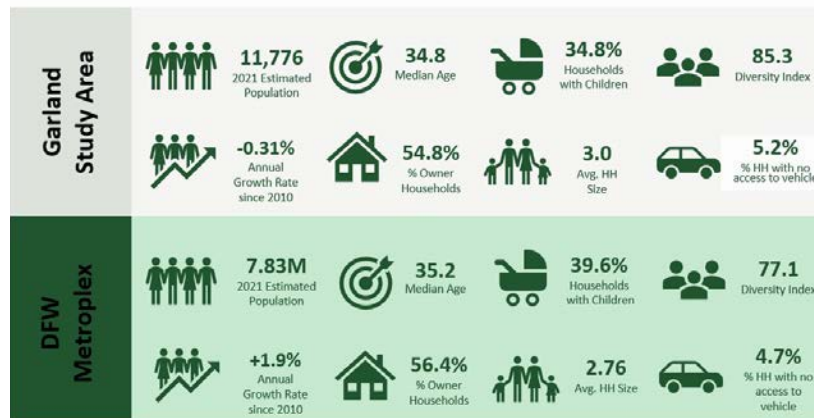 Garland
Study Area
11,776
2021 Estimated
Population
34.8
Median Age
34.8%
Households
with Children
85.3
Diversity Index
-0.31%
Annual
Growth Rate
since 2010
54.8%
% Owner
Households
3.0
Avg. HH
Size
5.2%
% HH with no
access to vehicle
DFW
Metroplex
7.83M
2021 Estimated
Population
35.2
Median Age
39.6%
Households
with Children
77.1
Diversity Index
+1.9%
Annual
Growth Rate
since 2010
56.4%
% Owner
Households
2.76
Avg. HH Size
4.7%
% HH with no
access to
vehicle